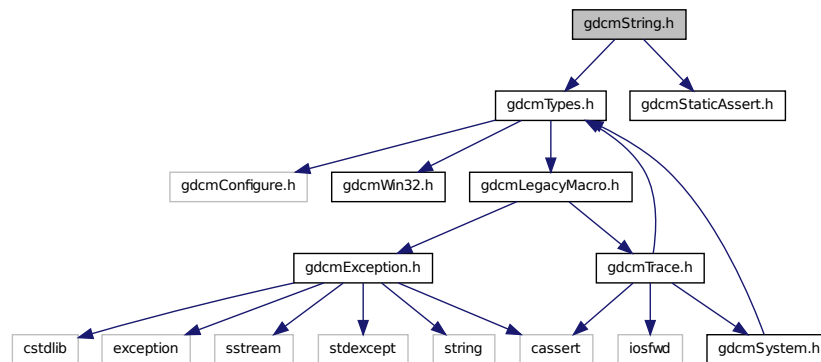 gdcmString.h
gdcmTypes.h
gdcmStaticAssert.h
gdcmConfigure.h
gdcmWin32.h
gdcmLegacyMacro.h
gdcmException.h
gdcmTrace.h
cstdlib
exception
sstream
stdexcept
string
cassert
iosfwd
gdcmSystem.h